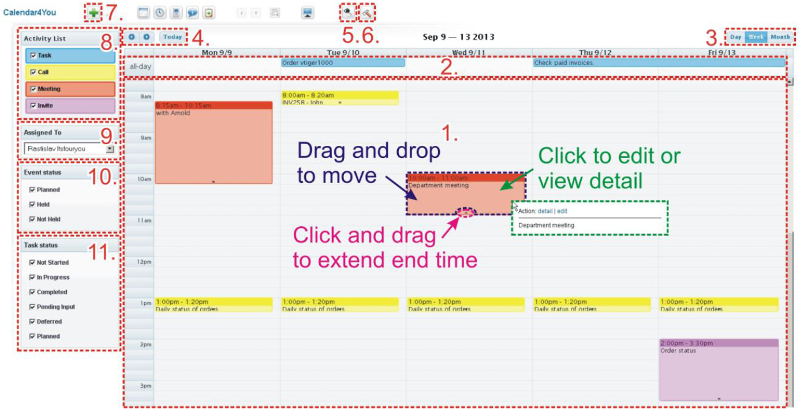 Calendar4You
7.
5.
6.
Activity List
8.
Task
Call
Meeting
Invite
9.
Assigned To
10.
Event status
Planned
Held
Not Held
11.
Task status
Not Started
In Progress
Completed
Pending Input
Deferred
Planned
4.
Today
Sep 9 — 13 2013
3.
Day
Week
Month
Mon 9/9
Tue 9/10
Wed 9/11
Thu 9/12
Fri 9/13
all-day
Order vtiger1000
2.
Check paid invoices
8am
9am
10am
11am
12pm
1pm
2pm
3pm
8:15am - 10:15am
with Arnold
8:00am - 8:20am
INV25R - John
1.
Drag and drop
to move
10:00am - 11:00am
Department meeting
Click to edit or
view detail
Action: detail | edit
Department meeting
Click and drag
to extend end time
1:00pm - 1:20pm
Daily status of orders
1:00pm - 1:20pm
Daily status of orders
1:00pm - 1:20pm
Daily status of orders
1:00pm - 1:20pm
Daily status of orders
1:00pm - 1:20pm
Daily status of orders
2:00pm - 3:30pm
Order status